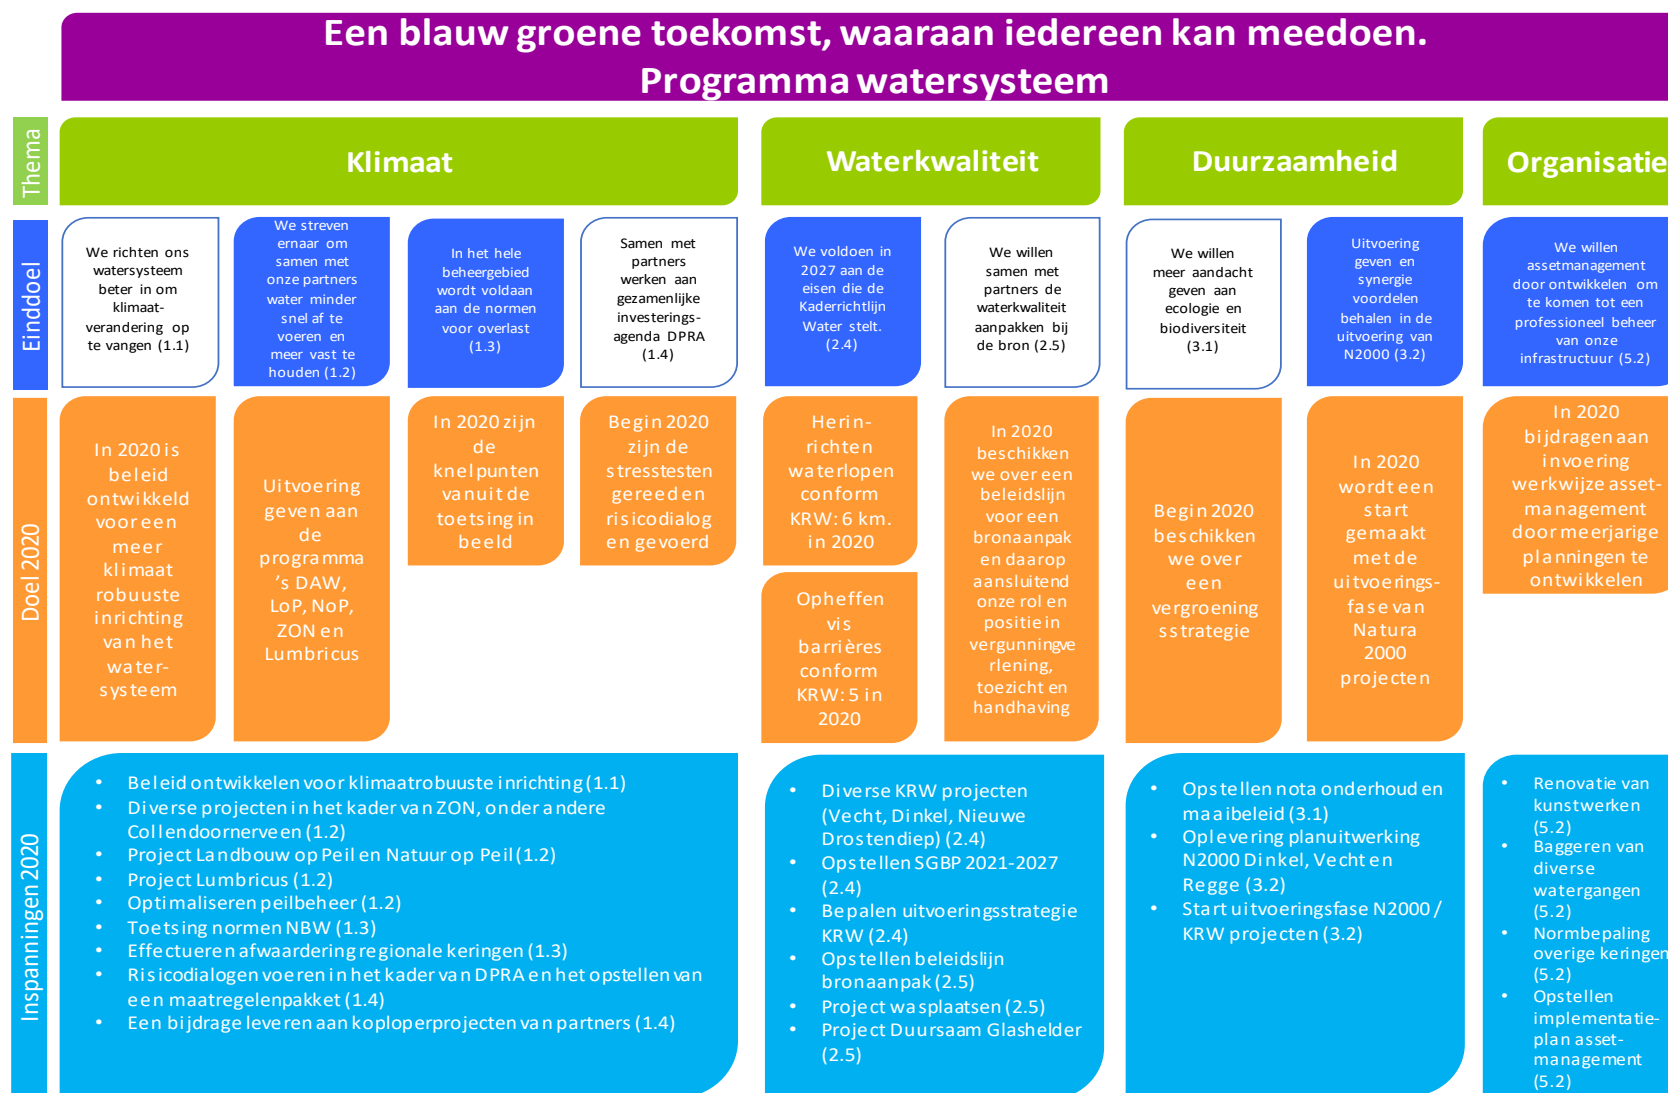 Een blauw groene toekomst, waaraan iedereen kan meedoen.
Programma watersysteem
Thema
Klimaat
Waterkwaliteit
Duurzaamheid
Organisatie
Einddoel
We richten ons
watersysteem
beter in om
klimaat-
verandering op
te vangen (1.1)
We streven
ernaar om
samen met
onze partners
water minder
snel af te
voeren en
meer vast te
houden (1.2)
In het hele
beheergebied
wordt voldaan
aan de normen
voor overlast
(1.3)
Samen met
partners
werken aan
gezamenlijke
investerings-
agenda DPRA
(1.4)
We voldoen in
2027 aan de
eisen die de
Kaderrichtlijn
Water stelt.
(2.4)
We willen
samen met
partners de
waterkwaliteit
aanpakken bij
de bron (2.5)
We willen
meer aandacht
geven aan
ecologie en
biodiversiteit
(3.1)
Uitvoering
geven en
synergie
voordelen
behalen in de
uitvoering van
N2000 (3.2)
We willen
assetmanagement
door ontwikkelen om
te komen tot een
professioneel beheer
van onze
infrastructuur (5.2)
Doel 2020
In 2020 is
beleid
ontwikkeld
voor een
meer
klimaat
robuuste
inrichting
van het
water-
systeem
Uitvoering
geven aan
de
programma
's DAW,
LoP, NoP,
ZON en
Lumbricus
In 2020 zijn
de
knelpunten
vanuit de
toetsing in
beeld
Begin 2020
zijn de
stresstesten
gereed en
risicodialog
en gevoerd
Herin-
richten
waterlopen
conform
KRW: 6 km.
in 2020
Opheffen
vis
barrières
conform
KRW: 5 in
2020
In 2020
beschikken
we over een
beleidslijn
voor een
bronaanpak
en daarop
aansluitend
onze rol en
positie in
vergunningve
rlening,
toezicht en
handhaving
Begin 2020
beschikken
we over
een
vergroening
sstrategie
In 2020
wordt een
start
gemaakt
met de
uitvoerings-
fase van
Natura
2000
projecten
In 2020
bijdragen aan
invoering
werkwijze asset-
management
door meerjarige
planningen te
ontwikkelen
Inspanningen 2020
• Beleid ontwikkelen voor klimaatrobuuste inrichting (1.1)
• Diverse projecten in het kader van ZON, onder andere
Collendoornerveen (1.2)
• Project Landbouw op Peil en Natuur op Peil (1.2)
• Project Lumbricus (1.2)
• Optimaliseren peilbeheer (1.2)
• Toetsing normen NBW (1.3)
• Effectueren afwaardering regionale keringen (1.3)
• Risicodialogen voeren in het kader van DPRA en het opstellen van
een maatregelenpakket (1.4)
• Een bijdrage leveren aan koploperprojecten van partners (1.4)
• Diverse KRW projecten
(Vecht, Dinkel, Nieuwe
Drostendiep) (2.4)
• Opstellen SGBP 2021-2027
(2.4)
• Bepalen uitvoeringsstrategie
KRW (2.4)
• Opstellen beleidslijn
bronaanpak (2.5)
• Project wasplaatsen (2.5)
• Project Duursaam Glashelder
(2.5)
• Opstellen nota onderhoud en
maaibeleid (3.1)
• Oplevering planuitwerking
N2000 Dinkel, Vecht en
Regge (3.2)
• Start uitvoeringsfase N2000 /
KRW projecten (3.2)
• Renovatie van
kunstwerken
(5.2)
• Baggeren van
diverse
watergangen
(5.2)
• Normbepaling
overige keringen
(5.2)
• Opstellen
implementatie-
plan asset-
management
(5.2)